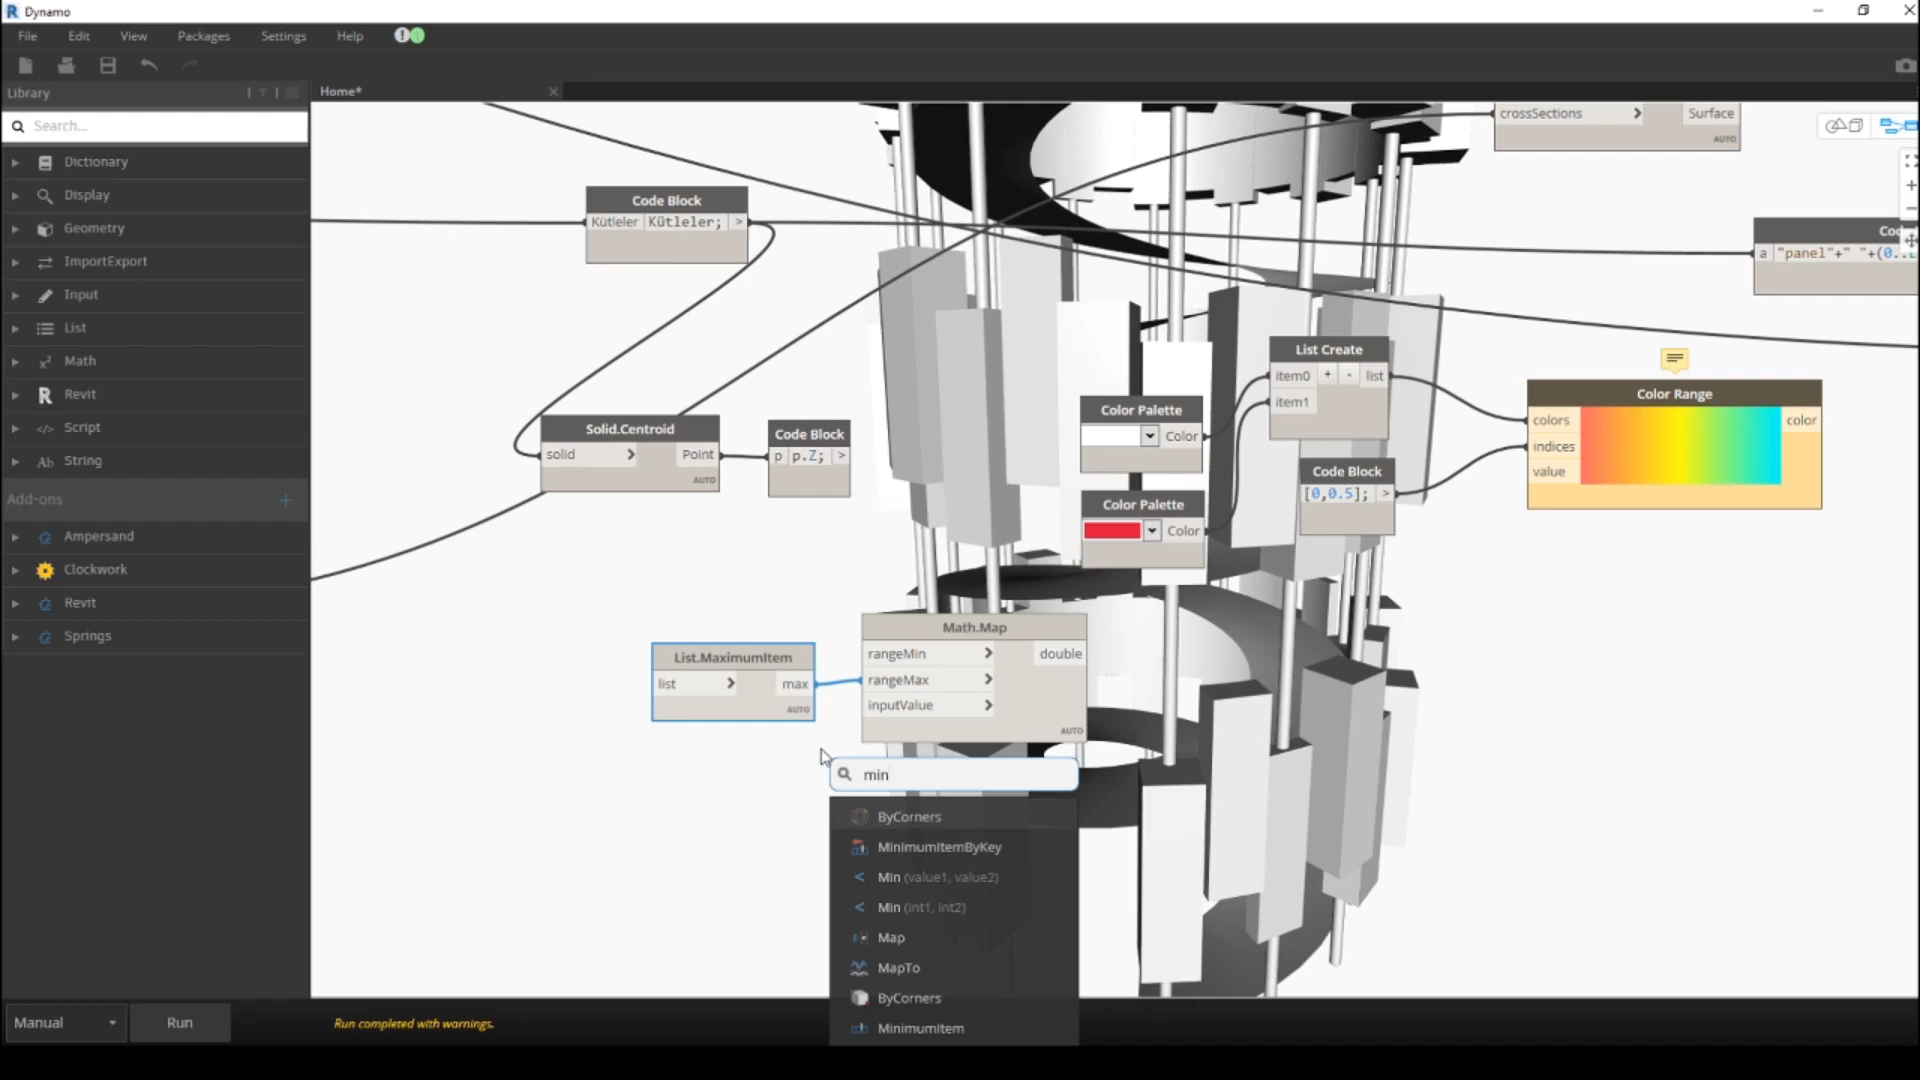 Dynamo
File Edit View Packages Settings Help
Library
Home*
Search...
Dictionary
Display
Geometry
ImportExport
Input
List
Math
Revit
Script
String
Add-ons
Ampersand
Clockwork
Revit
Springs
crossSections > Surface
AUTO
Code Block
Kütleler Kütleler; >
a "panel"+" "+(0..
List Create
item0 + - list
item1
Color Range
colors color
indices
value
Color Palette
Color
Solid.Centroid
solid > Point
AUTO
Code Block
p p.Z; >
Code Block
[0,0.5]; >
Color Palette
Color
Math.Map
rangeMin > double
rangeMax >
inputValue >
AUTO
List.MaximumItem
list > max
AUTO
min
ByCorners
MinimumItemByKey
Min (value1, value2)
Min (int1, int2)
Map
MapTo
ByCorners
MinimumItem
Manual Run Run completed with warnings.